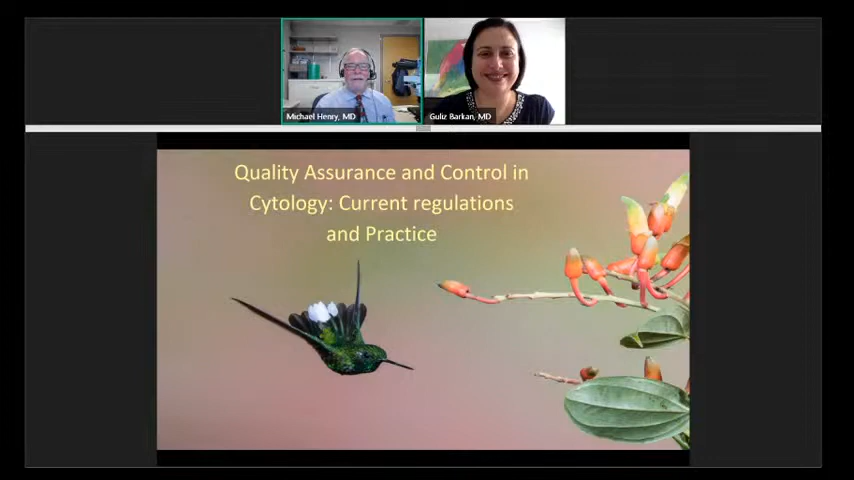 Michael Henry, MD
Guliz Barkan, MD
Quality Assurance and Control in
Cytology: Current regulations
and Practice